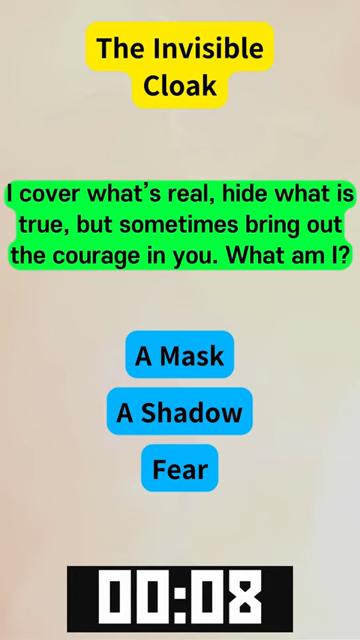 The Invisible
Cloak
I cover what's real, hide what is
true, but sometimes bring out
the courage in you. What am I?
A Mask
A Shadow
Fear
00:08